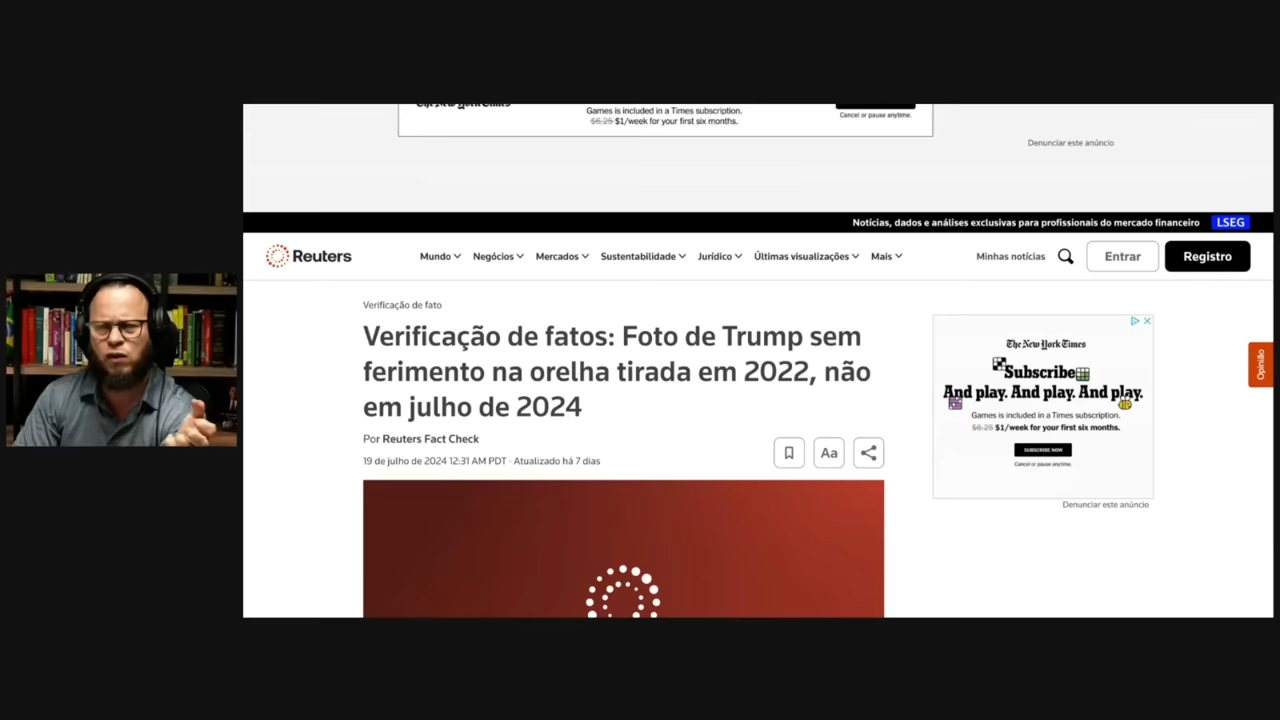 The New York Times
Games is included in a Times subscription.
$6.25 $1/week for your first six months.
Cancel or pause anytime.
Denunciar este anúncio
Notícias, dados e análises exclusivas para profissionais do mercado financeiro LSEG
Reuters Mundo Negócios Mercados Sustentabilidade Jurídico Últimas visualizações Mais Minhas notícias Entrar Registro
Verificação de fato
Verificação de fatos: Foto de Trump sem
ferimento na orelha tirada em 2022, não
em julho de 2024
Por Reuters Fact Check
19 de julho de 2024 12:31 AM PDT · Atualizado há 7 dias
Aa
The New York Times
Subscribe
And play. And play. And play.
Games is included in a Times subscription.
$6.25 $1/week for your first six months.
SUBSCRIBE NOW
Cancel or pause anytime.
Denunciar este anúncio
Opinião